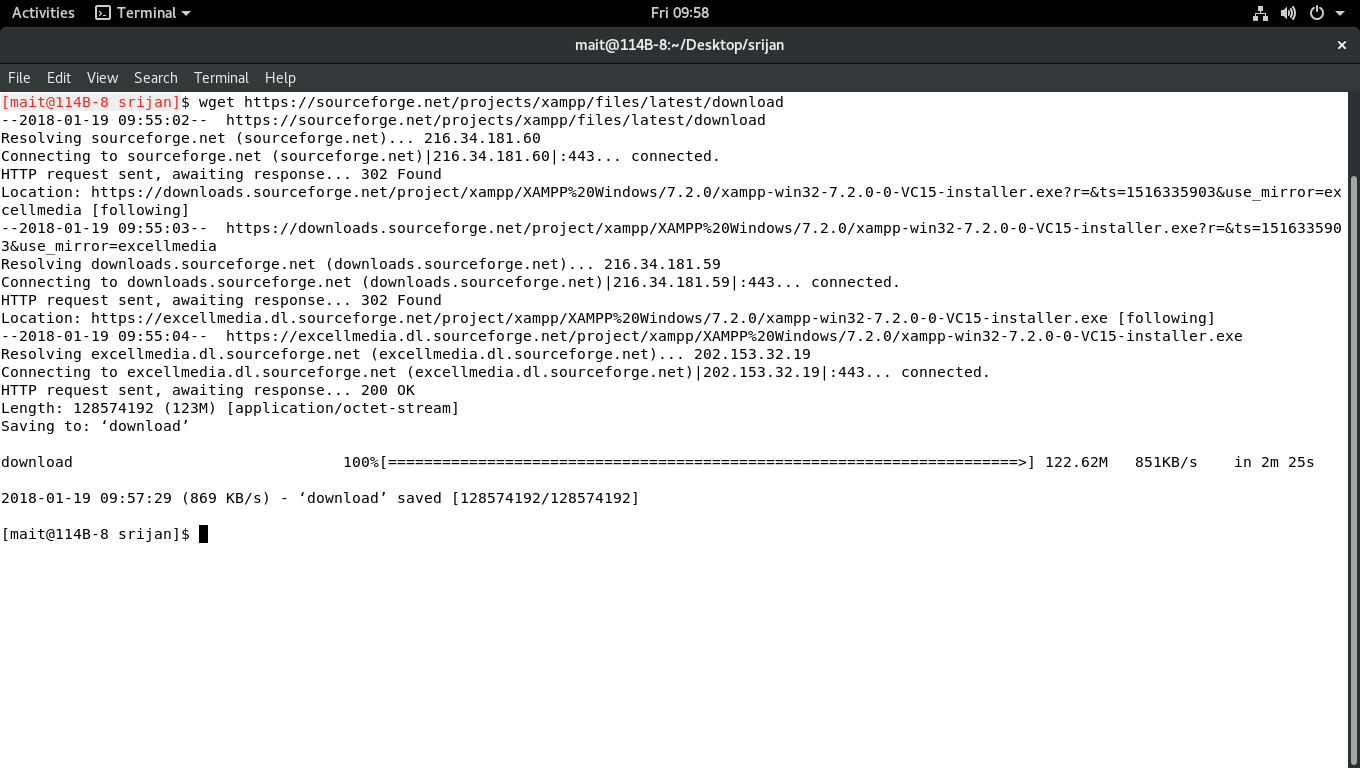 Activities Terminal Fri 09:58
mait@114B-8:~/Desktop/srijan
File Edit View Search Terminal Help
[mait@114B-8 srijan]$ wget https://sourceforge.net/projects/xampp/files/latest/download
--2018-01-19 09:55:02--  https://sourceforge.net/projects/xampp/files/latest/download
Resolving sourceforge.net (sourceforge.net)... 216.34.181.60
Connecting to sourceforge.net (sourceforge.net)|216.34.181.60|:443... connected.
HTTP request sent, awaiting response... 302 Found
Location: https://downloads.sourceforge.net/project/xampp/XAMPP%20Windows/7.2.0/xampp-win32-7.2.0-0-VC15-installer.exe?r=&ts=1516335903&use_mirror=ex
cellmedia [following]
--2018-01-19 09:55:03--  https://downloads.sourceforge.net/project/xampp/XAMPP%20Windows/7.2.0/xampp-win32-7.2.0-0-VC15-installer.exe?r=&ts=151633590
3&use_mirror=excellmedia
Resolving downloads.sourceforge.net (downloads.sourceforge.net)... 216.34.181.59
Connecting to downloads.sourceforge.net (downloads.sourceforge.net)|216.34.181.59|:443... connected.
HTTP request sent, awaiting response... 302 Found
Location: https://excellmedia.dl.sourceforge.net/project/xampp/XAMPP%20Windows/7.2.0/xampp-win32-7.2.0-0-VC15-installer.exe [following]
--2018-01-19 09:55:04--  https://excellmedia.dl.sourceforge.net/project/xampp/XAMPP%20Windows/7.2.0/xampp-win32-7.2.0-0-VC15-installer.exe
Resolving excellmedia.dl.sourceforge.net (excellmedia.dl.sourceforge.net)... 202.153.32.19
Connecting to excellmedia.dl.sourceforge.net (excellmedia.dl.sourceforge.net)|202.153.32.19|:443... connected.
HTTP request sent, awaiting response... 200 OK
Length: 128574192 (123M) [application/octet-stream]
Saving to: ‘download’
download 100%[======================================================================>] 122.62M 851KB/s in 2m 25s
2018-01-19 09:57:29 (869 KB/s) - ‘download’ saved [128574192/128574192]
[mait@114B-8 srijan]$